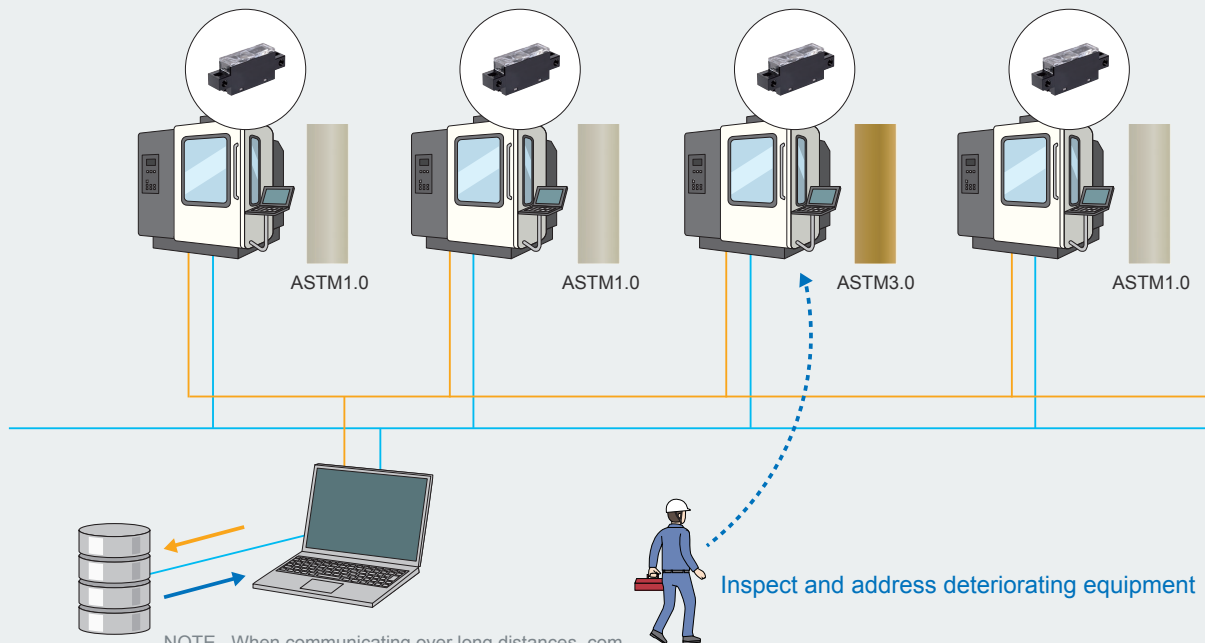 ASTM1.0
ASTM1.0
ASTM3.0
ASTM1.0
Inspect and address deteriorating equipment
NOTE When communicating over long distances, com